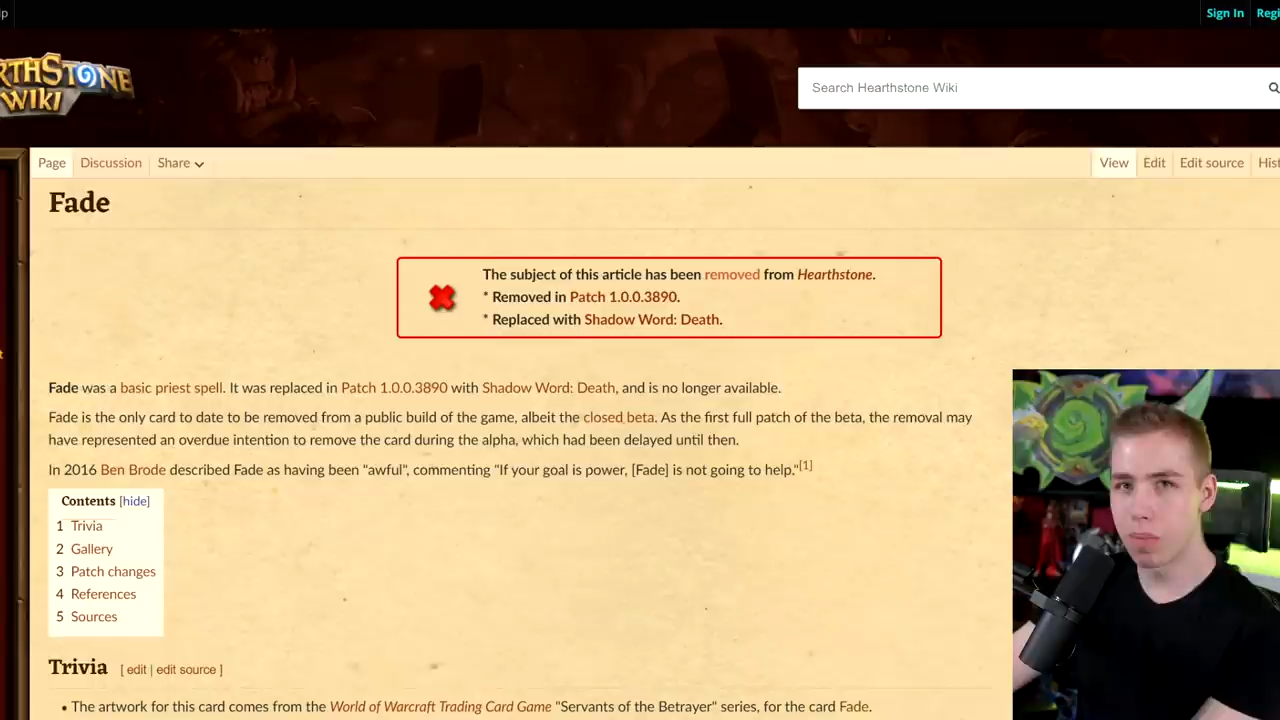 lp
Sign In
Regi
RTHSTONE
WIKI
Search Hearthstone Wiki
Page Discussion Share
View Edit Edit source Hist
Fade
The subject of this article has been removed from Hearthstone.
* Removed in Patch 1.0.0.3890.
* Replaced with Shadow Word: Death.
t
Fade was a basic priest spell. It was replaced in Patch 1.0.0.3890 with Shadow Word: Death, and is no longer available.
Fade is the only card to date to be removed from a public build of the game, albeit the closed beta. As the first full patch of the beta, the removal may
have represented an overdue intention to remove the card during the alpha, which had been delayed until then.
In 2016 Ben Brode described Fade as having been "awful", commenting "If your goal is power, [Fade] is not going to help."[1]
Contents [hide]
1 Trivia
2 Gallery
3 Patch changes
4 References
5 Sources
Trivia [ edit | edit source ]
• The artwork for this card comes from the World of Warcraft Trading Card Game "Servants of the Betrayer" series, for the card Fade.